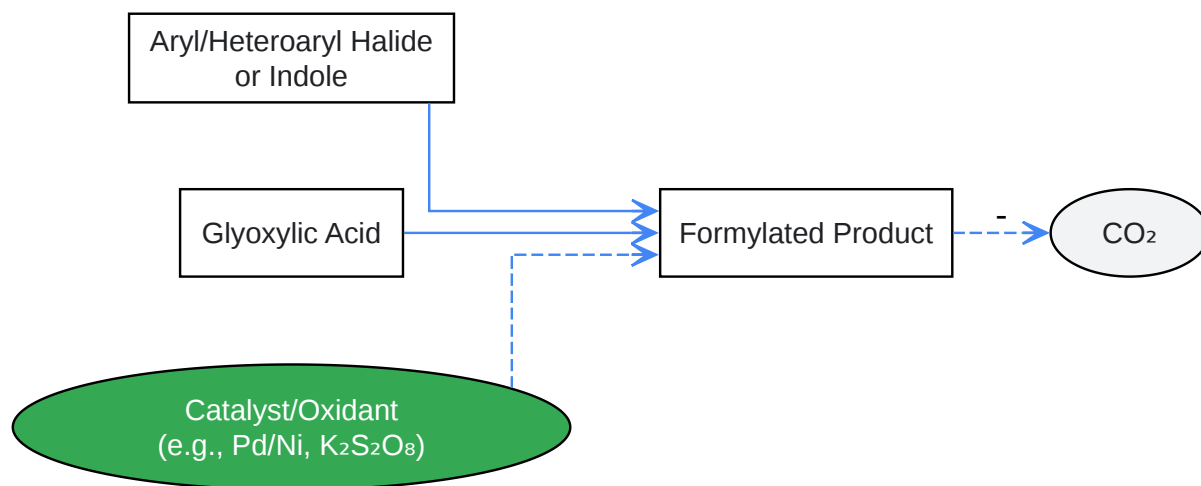 Aryl/Heteroaryl Halide
or Indole
Glyoxylic Acid
Formylated Product
-
CO₂
Catalyst/Oxidant
(e.g., Pd/Ni, K₂S₂O₈)